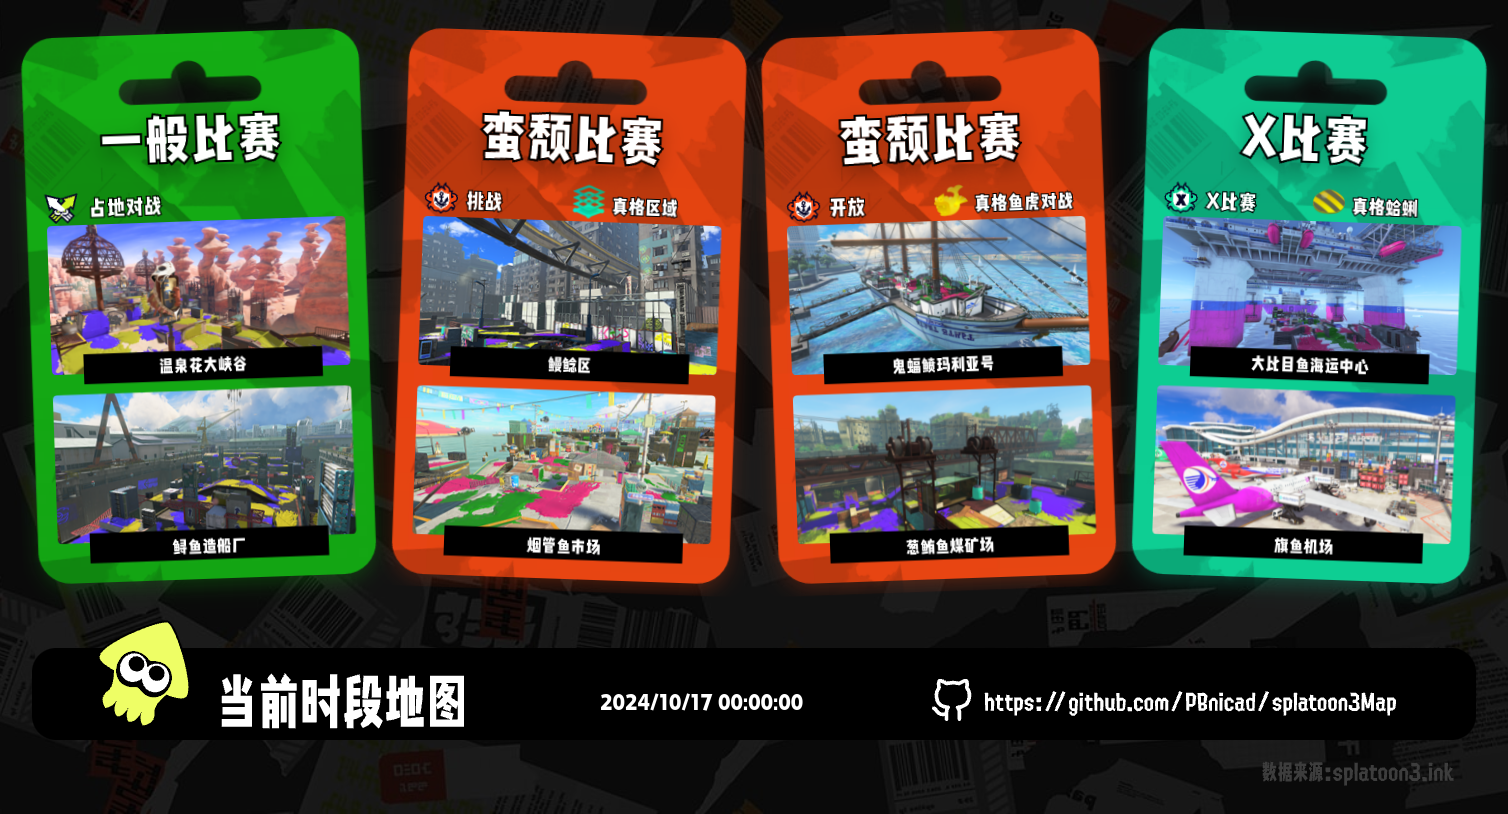 一般比赛
占地对战
温泉花大峡谷
鲟鱼造船厂
蛮颓比赛
挑战
真格区域
鳗鲶区
烟管鱼市场
蛮颓比赛
开放
真格鱼虎对战
鬼蝠鲼玛利亚号
葱鲔鱼煤矿场
X比赛
X比赛
真格蛤蜊
大比目鱼海运中心
旗鱼机场
当前时段地图
2024/10/17 00:00:00
https://github.com/PBnicad/splatoon3Map
数据来源:splatoon3.ink